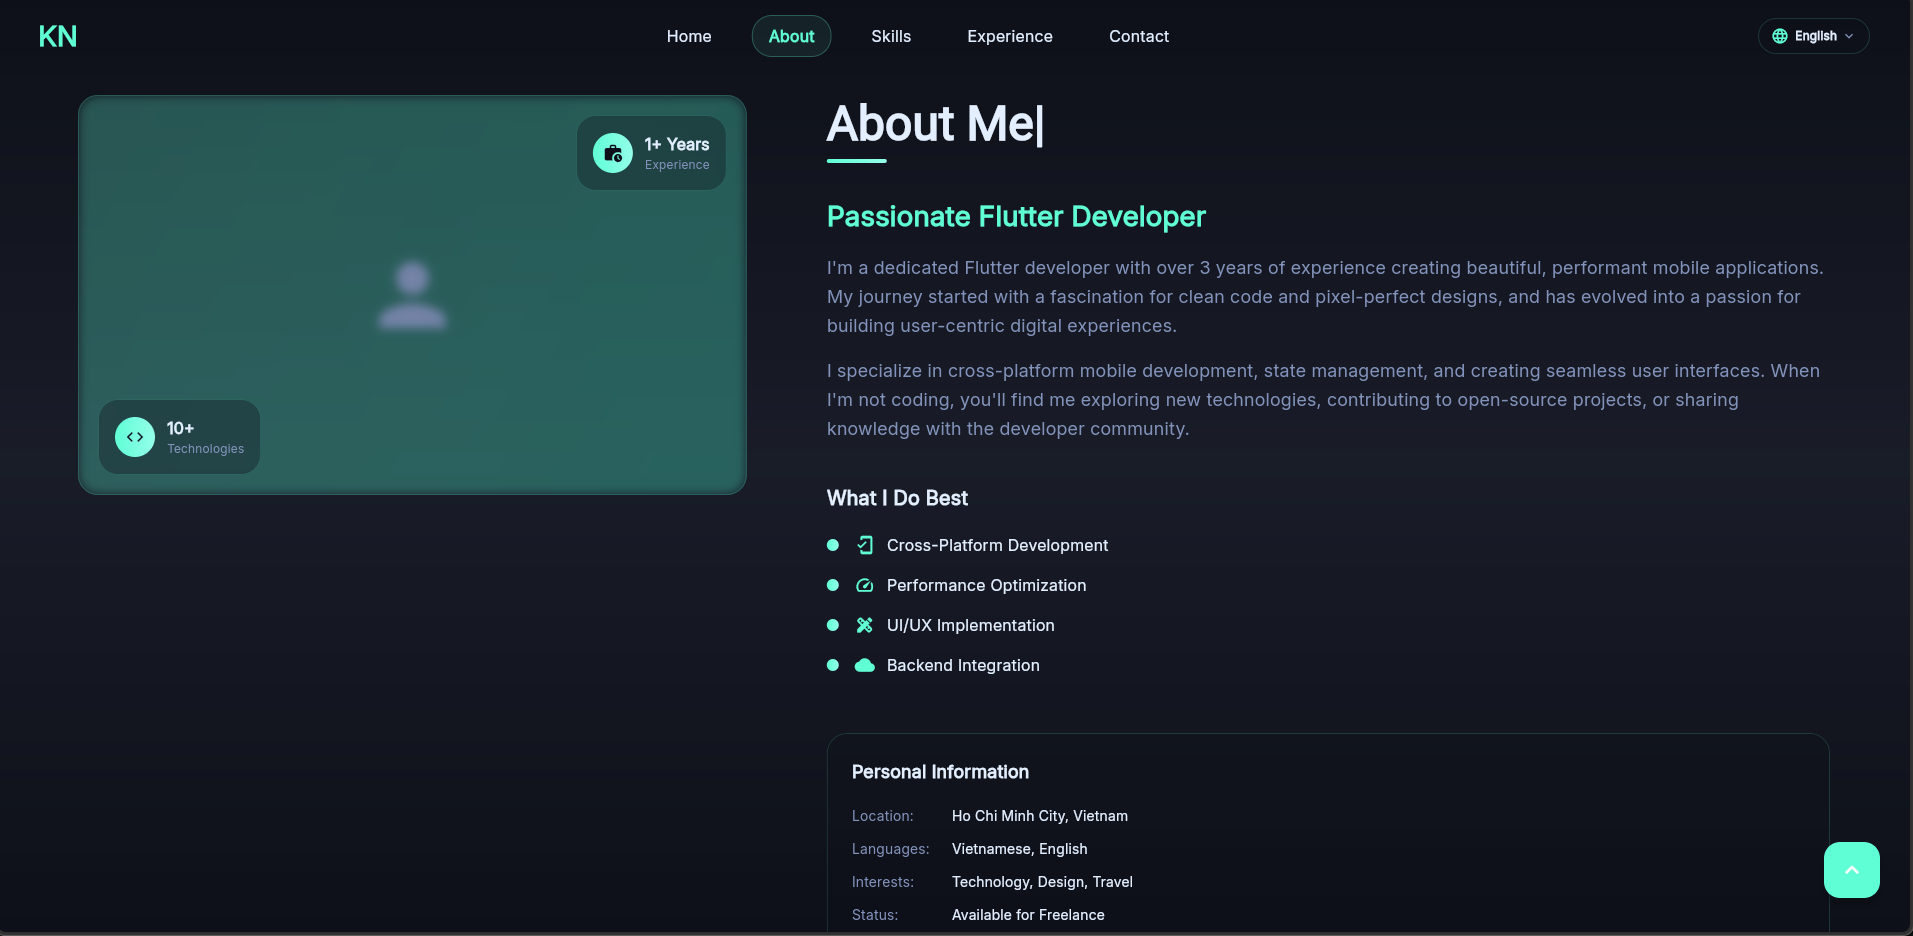 KN
Home
About
Skills
Experience
Contact
English
1+ Years
Experience
10+
Technologies
About Me|
Passionate Flutter Developer
I'm a dedicated Flutter developer with over 3 years of experience creating beautiful, performant mobile applications.
My journey started with a fascination for clean code and pixel-perfect designs, and has evolved into a passion for
building user-centric digital experiences.
I specialize in cross-platform mobile development, state management, and creating seamless user interfaces. When
I'm not coding, you'll find me exploring new technologies, contributing to open-source projects, or sharing
knowledge with the developer community.
What I Do Best
Cross-Platform Development
Performance Optimization
UI/UX Implementation
Backend Integration
Personal Information
Location: Ho Chi Minh City, Vietnam
Languages: Vietnamese, English
Interests: Technology, Design, Travel
Status: Available for Freelance